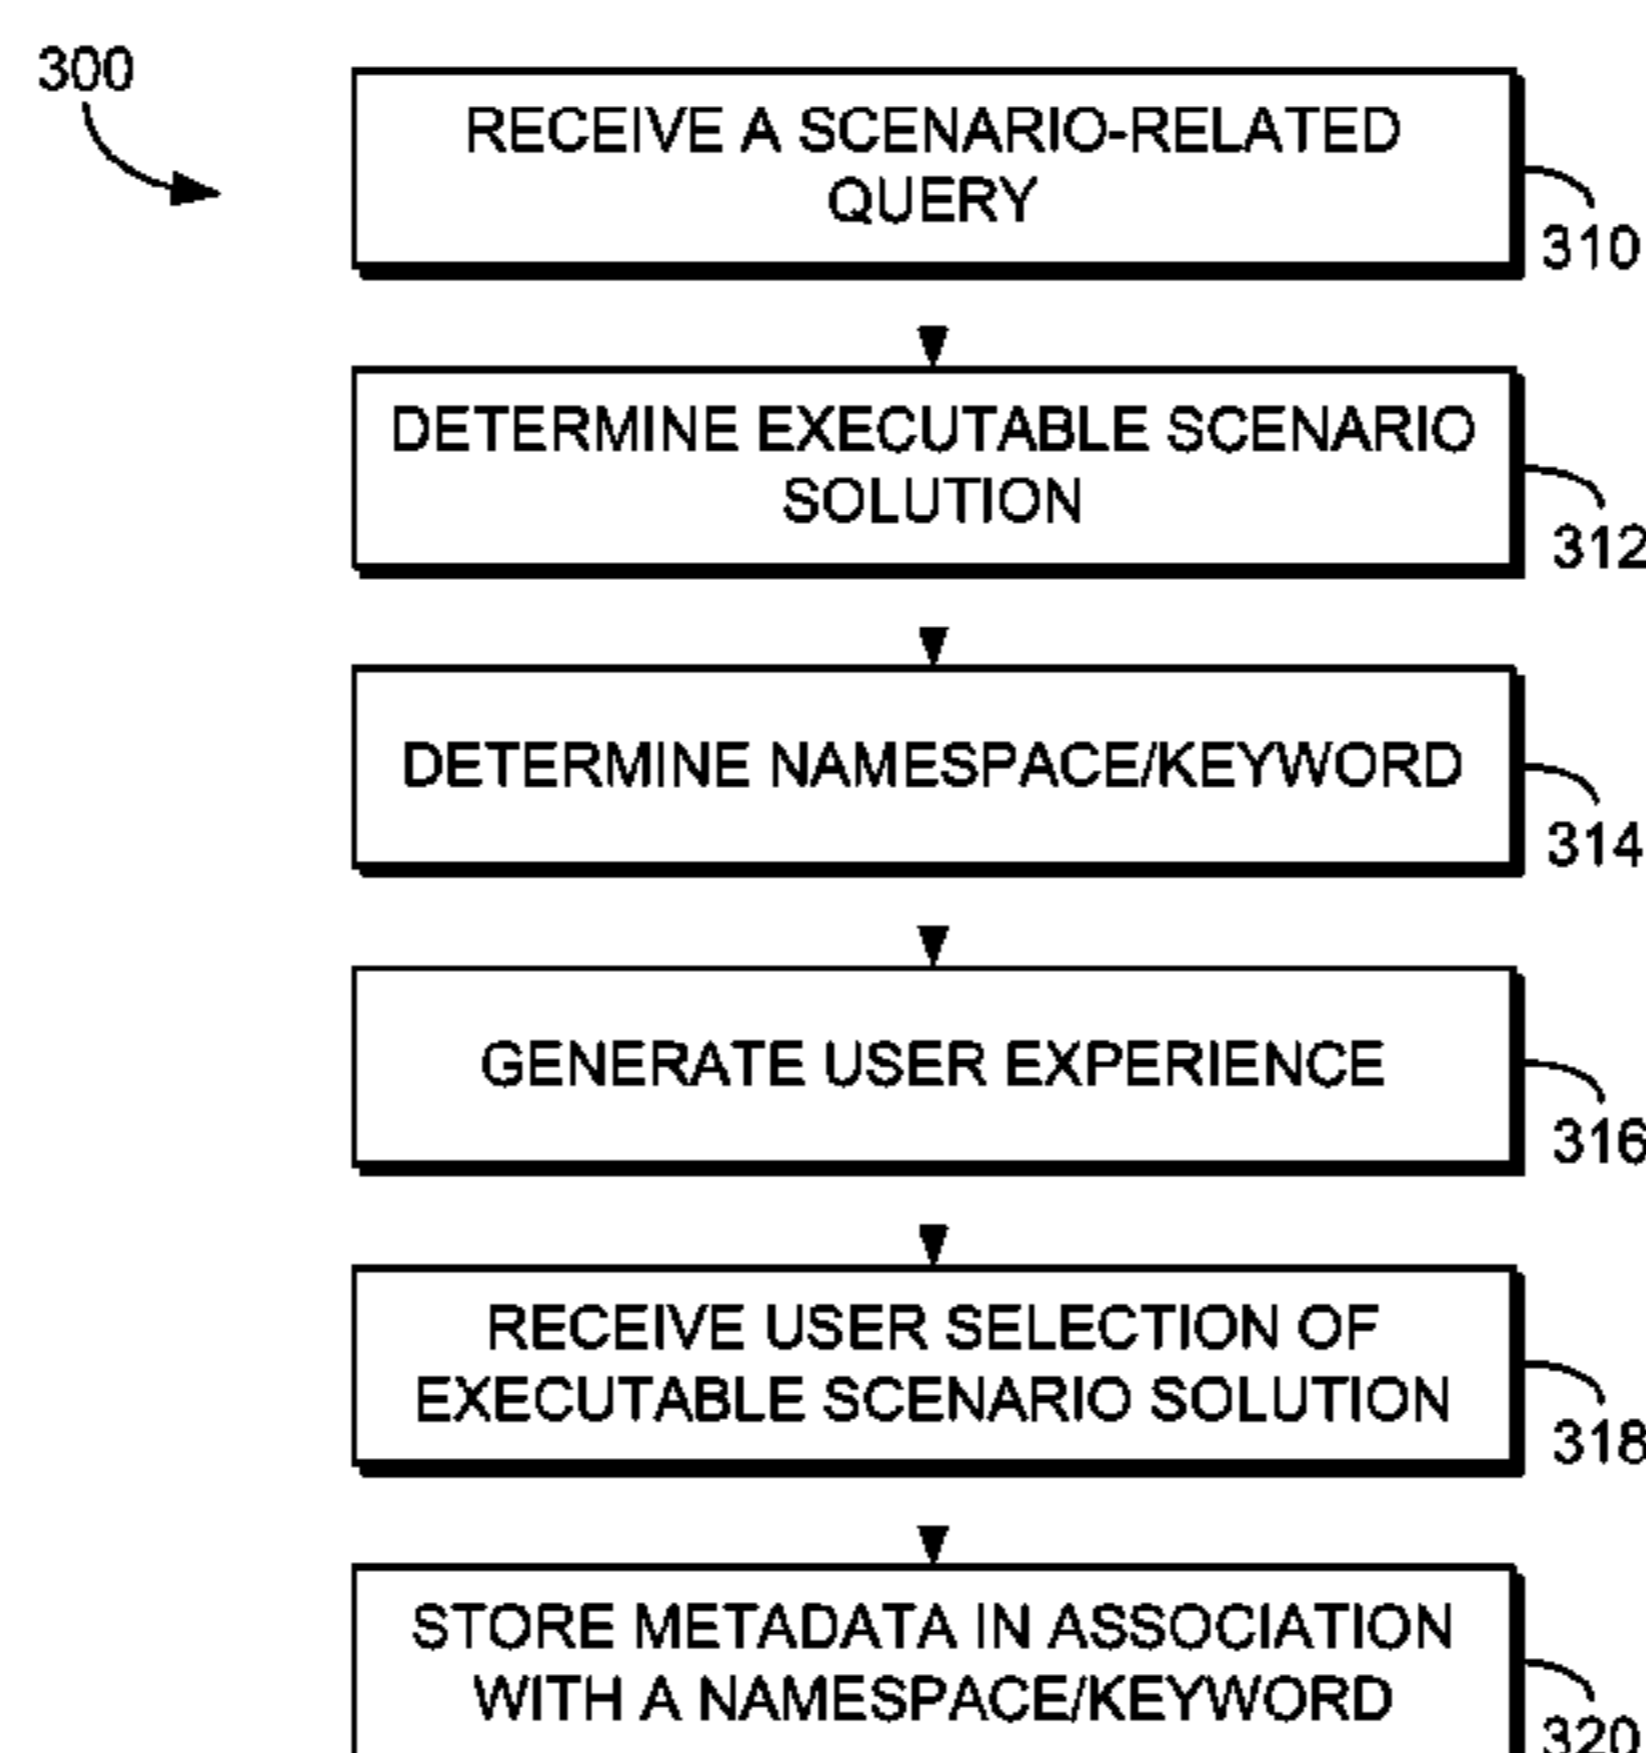 300
RECEIVE A SCENARIO-RELATED
QUERY
310
DETERMINE EXECUTABLE SCENARIO
SOLUTION
312
DETERMINE NAMESPACE/KEYWORD
314
GENERATE USER EXPERIENCE
316
RECEIVE USER SELECTION OF
EXECUTABLE SCENARIO SOLUTION
318
STORE METADATA IN ASSOCIATION
WITH A NAMESPACE/KEYWORD
320